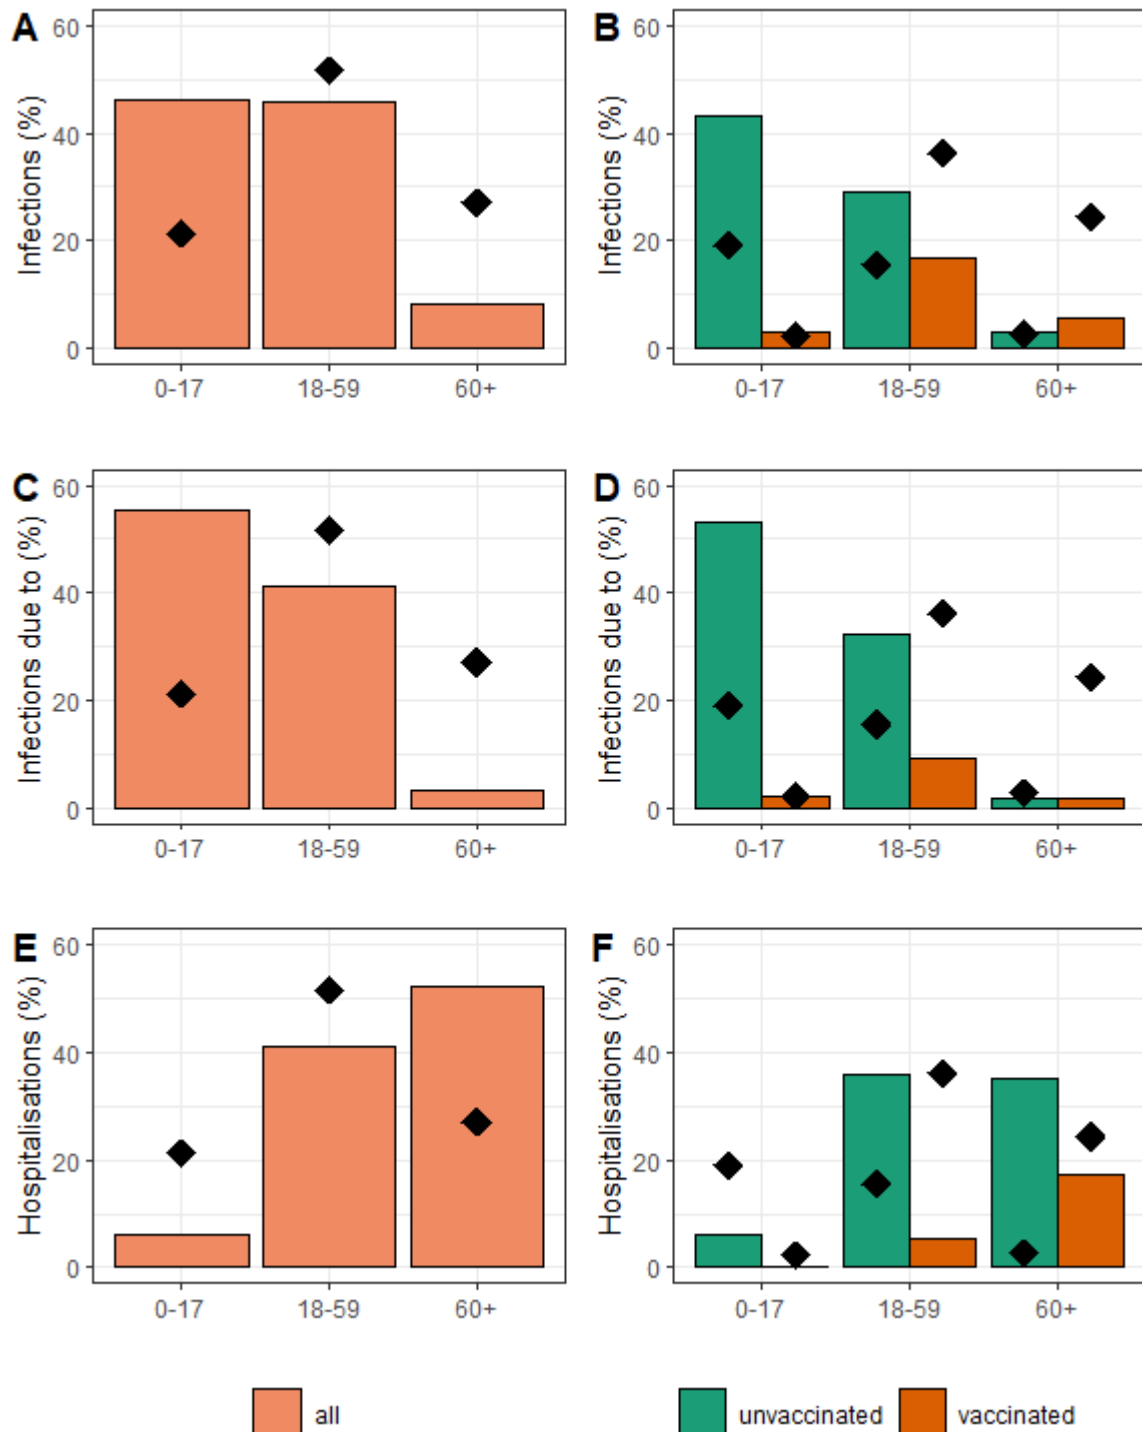 A
Infections (%)
60
40
20
0
0-17
18-59
60+
B
Infections (%)
60
40
20
0
0-17
18-59
60+
C
Infections due to (%)
60
40
20
0
0-17
18-59
60+
D
Infections due to (%)
60
40
20
0
0-17
18-59
60+
E
Hospitalisations (%)
60
40
20
0
0-17
18-59
60+
F
Hospitalisations (%)
60
40
20
0
0-17
18-59
60+
all
unvaccinated
vaccinated